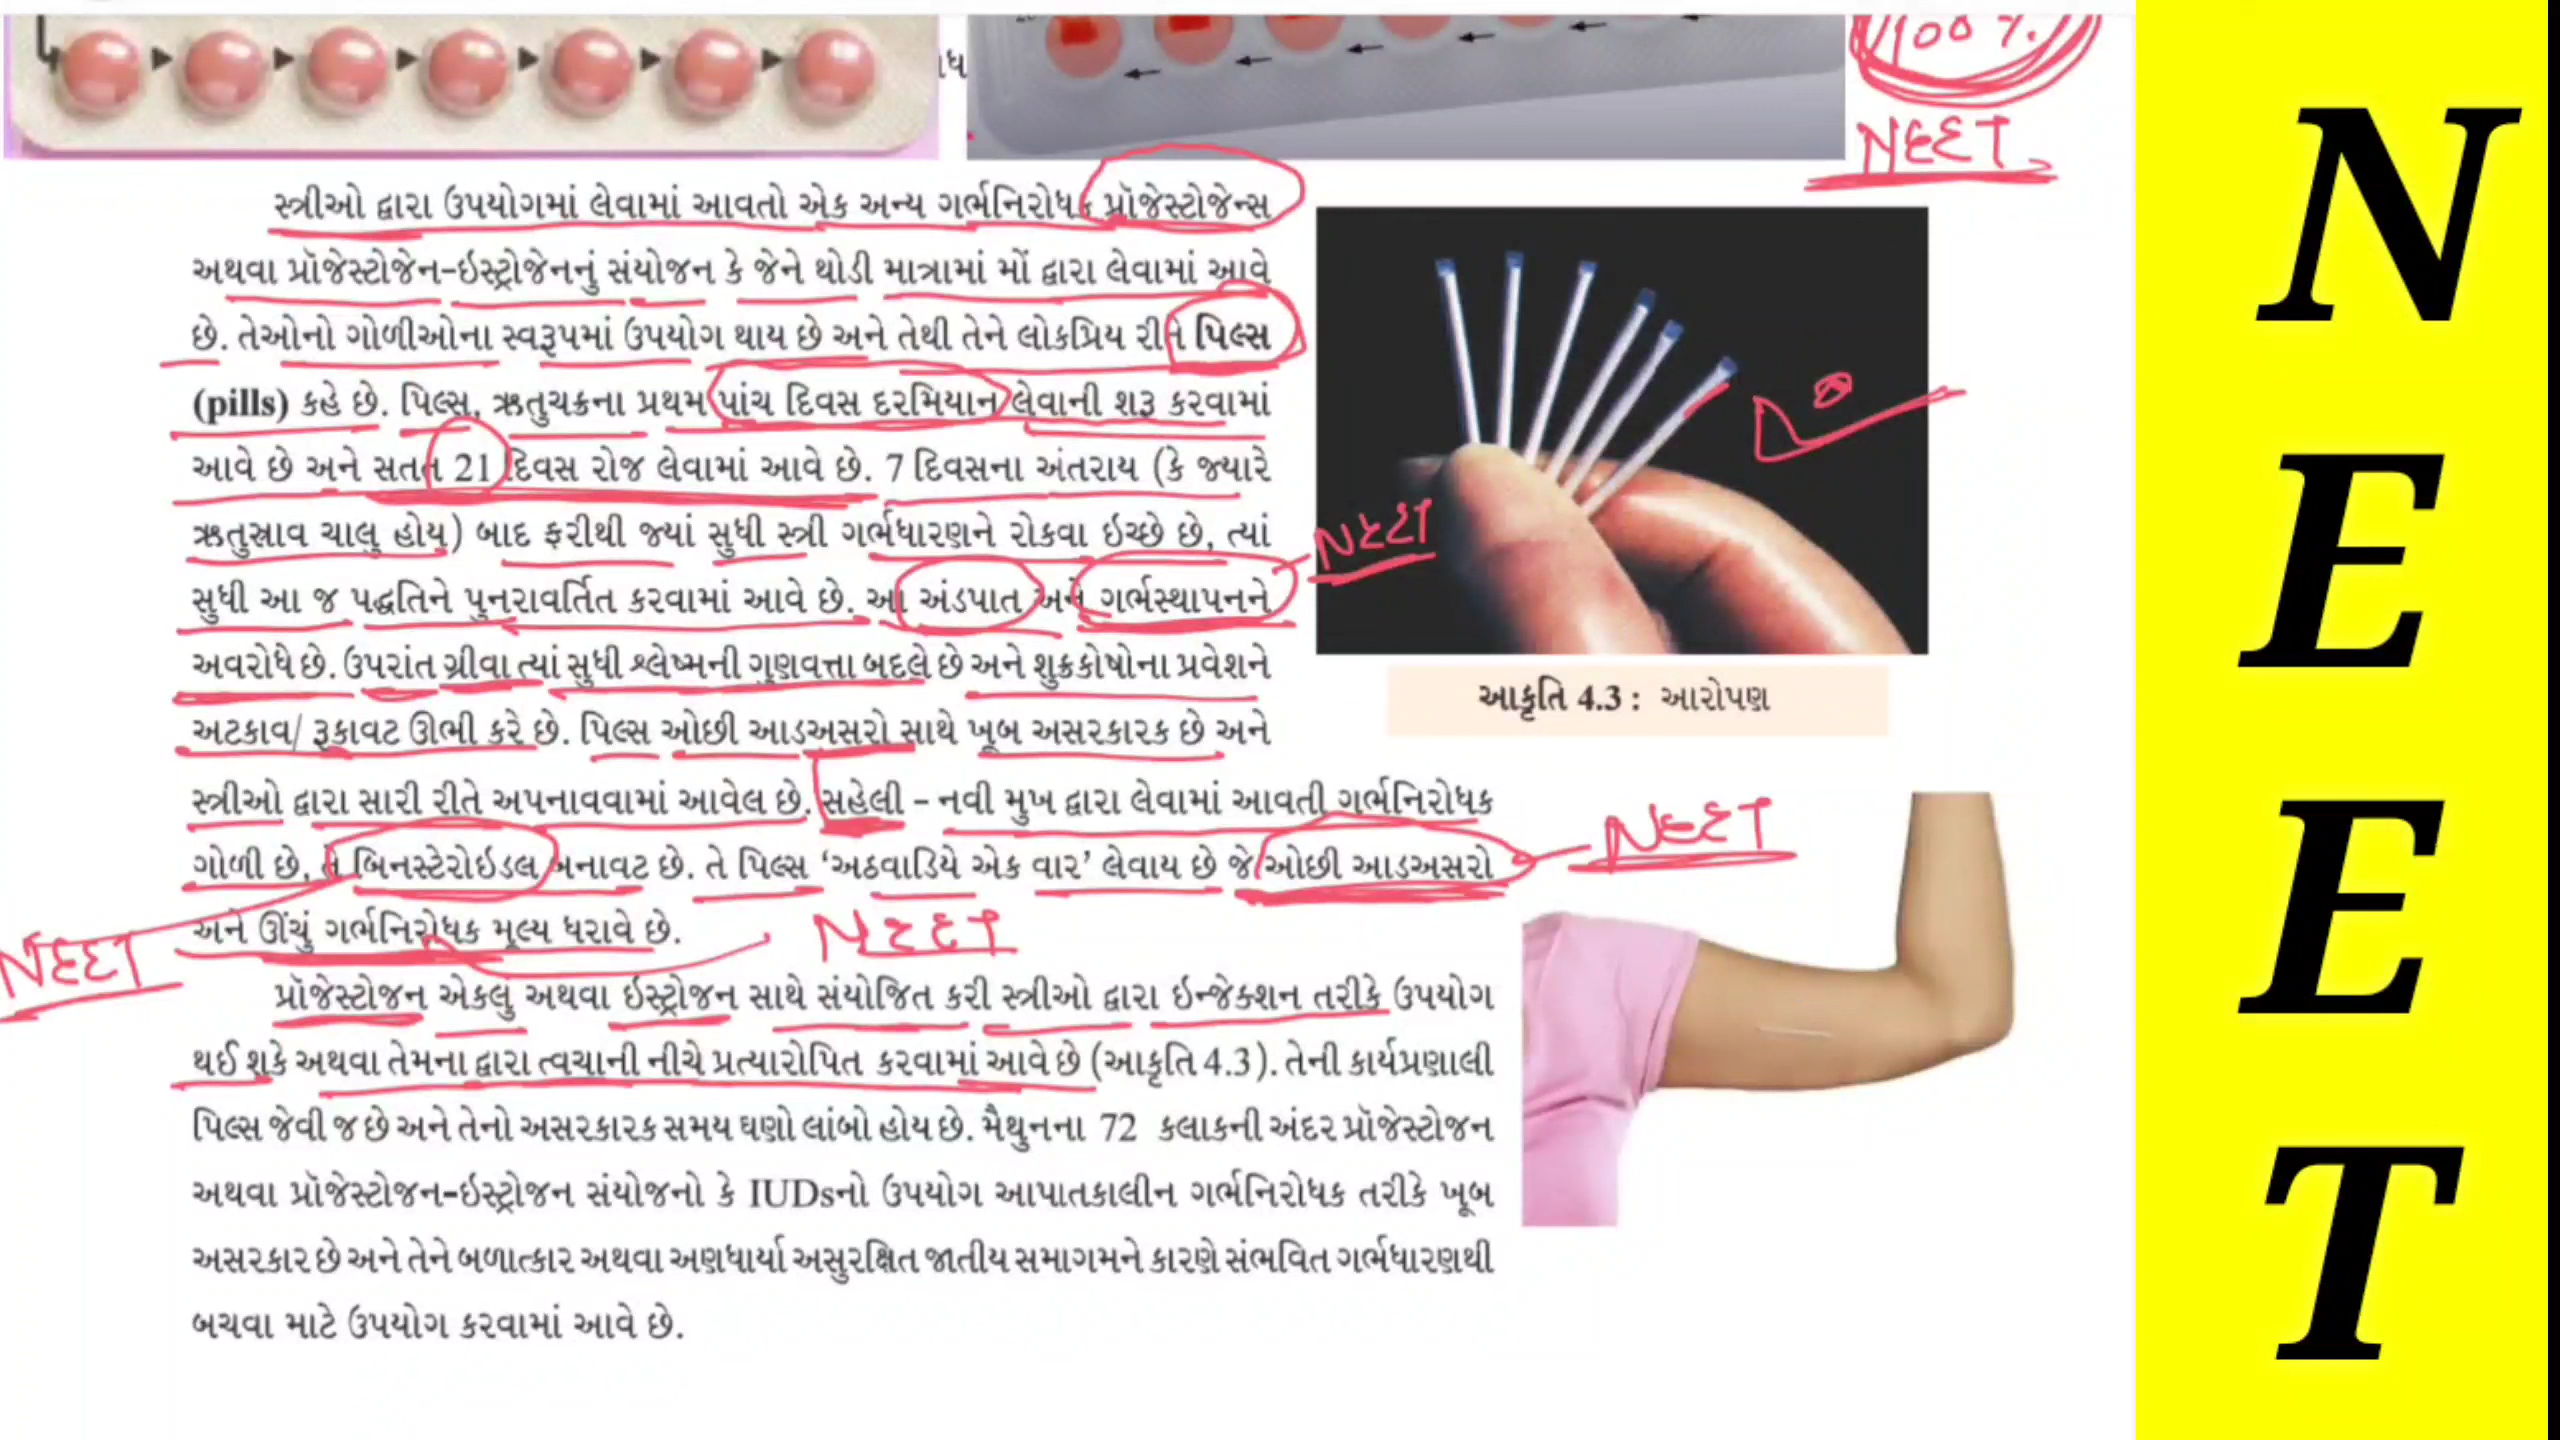 100%
NEET
સ્ત્રીઓ દ્વારા ઉપયોગમાં લેવામાં આવતો એક અન્ય ગર્ભનિરોધક પ્રૉજેસ્ટોજેન્સ
અથવા પ્રૉજેસ્ટોજેન-ઇસ્ટ્રોજેનનું સંયોજન કે જેને થોડી માત્રામાં મોં દ્વારા લેવામાં આવે
છે. તેઓનો ગોળીઓના સ્વરૂપમાં ઉપયોગ થાય છે અને તેથી તેને લોકપ્રિય રીતે પિલ્સ
(pills) કહે છે. પિલ્સ, ઋતુચક્રના પ્રથમ પાંચ દિવસ દરમિયાન લેવાની શરૂ કરવામાં
આવે છે અને સતત 21 દિવસ રોજ લેવામાં આવે છે. 7 દિવસના અંતરાય (કે જ્યારે
ઋતુસ્રાવ ચાલુ હોય) બાદ ફરીથી જ્યાં સુધી સ્ત્રી ગર્ભધારણને રોકવા ઇચ્છે છે, ત્યાં
NEET
સુધી આ જ પદ્ધતિને પુનરાવર્તિત કરવામાં આવે છે. આ અંડપાત અને ગર્ભસ્થાપનને
અવરોધે છે. ઉપરાંત ગ્રીવા ત્યાં સુધી શ્લેષ્મની ગુણવત્તા બદલે છે અને શુક્રકોષોના પ્રવેશને
અટકાવ/ રૂકાવટ ઊભી કરે છે. પિલ્સ ઓછી આડઅસરો સાથે ખૂબ અસરકારક છે અને
આકૃતિ 4.3 : આરોપણ
સ્ત્રીઓ દ્વારા સારી રીતે અપનાવવામાં આવેલ છે. સહેલી – નવી મુખ દ્વારા લેવામાં આવતી ગર્ભનિરોધક
ગોળી છે, તે બિનસ્ટેરોઇડલ બનાવટ છે. તે પિલ્સ ‘અઠવાડિયે એક વાર’ લેવાય છે જે ઓછી આડઅસરો
NEET
અને ઊંચું ગર્ભનિરોધક મૂલ્ય ધરાવે છે.
NEET
NEET
પ્રૉજેસ્ટોજન એકલું અથવા ઇસ્ટ્રોજન સાથે સંયોજિત કરી સ્ત્રીઓ દ્વારા ઇન્જેક્શન તરીકે ઉપયોગ
થઈ શકે અથવા તેમના દ્વારા ત્વચાની નીચે પ્રત્યારોપિત કરવામાં આવે છે (આકૃતિ 4.3). તેની કાર્યપ્રણાલી
પિલ્સ જેવી જ છે અને તેનો અસરકારક સમય ઘણો લાંબો હોય છે. મૈથુનના 72 કલાકની અંદર પ્રૉજેસ્ટોજન
અથવા પ્રૉજેસ્ટોજન-ઇસ્ટ્રોજન સંયોજનો કે IUDsનો ઉપયોગ આપાતકાલીન ગર્ભનિરોધક તરીકે ખૂબ
અસરકાર છે અને તેને બળાત્કાર અથવા અણધાર્યા અસુરક્ષિત જાતીય સમાગમને કારણે સંભવિત ગર્ભધારણથી
બચવા માટે ઉપયોગ કરવામાં આવે છે.
N
E
E
T